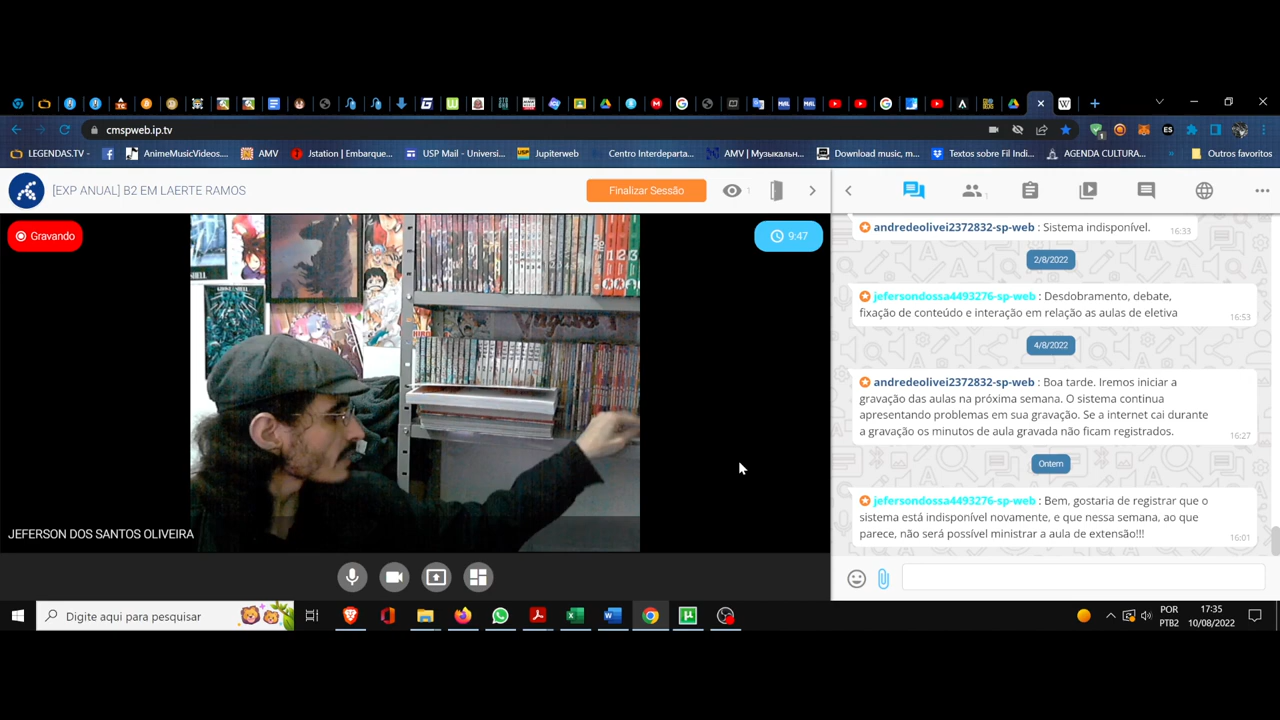 cmspweb.ip.tv
LEGENDAS.TV -
AnimeMusicVideos....
AMV
Jstation | Embarque...
USP Mail - Universi...
Jupiterweb
Centro Interdeparta...
AMV | Музыкальн...
Download music, m...
Textos sobre Fil Indi...
AGENDA CULTURA...
»
Outros favoritos
[EXP ANUAL] B2 EM LAERTE RAMOS
Finalizar Sessão
1
1
Gravando
9:47
JEFERSON DOS SANTOS OLIVEIRA
andredeolivei2372832-sp-web : Sistema indisponível.
16:33
2/8/2022
jefersondossa4493276-sp-web : Desdobramento, debate,
fixação de conteúdo e interação em relação as aulas de eletiva
16:53
4/8/2022
andredeolivei2372832-sp-web : Boa tarde. Iremos iniciar a
gravação das aulas na próxima semana. O sistema continua
apresentando problemas em sua gravação. Se a internet cai durante
a gravação os minutos de aula gravada não ficam registrados.
16:27
Ontem
jefersondossa4493276-sp-web : Bem, gostaria de registrar que o
sistema está indisponível novamente, e que nessa semana, ao que
parece, não será possível ministrar a aula de extensão!!!
16:01
Digite aqui para pesquisar
POR
PTB2
17:35
10/08/2022